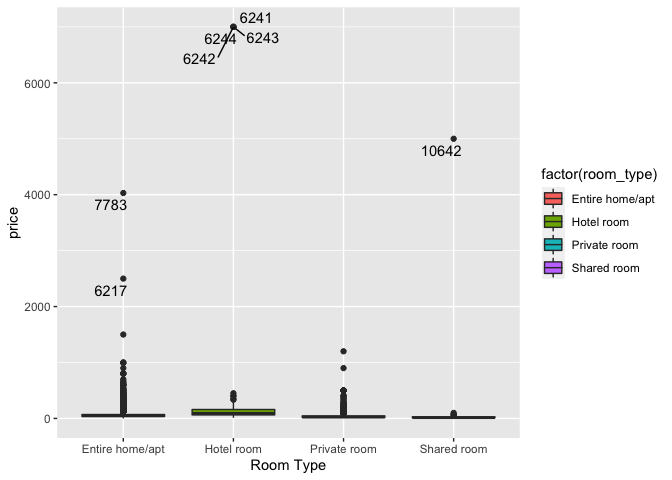 6241
6244
6243
6242
6000
10642
4000
7783
price
6217
2000
0
Entire home/apt
Hotel room
Private room
Shared room
Room Type
factor(room_type)
Entire home/apt
Hotel room
Private room
Shared room